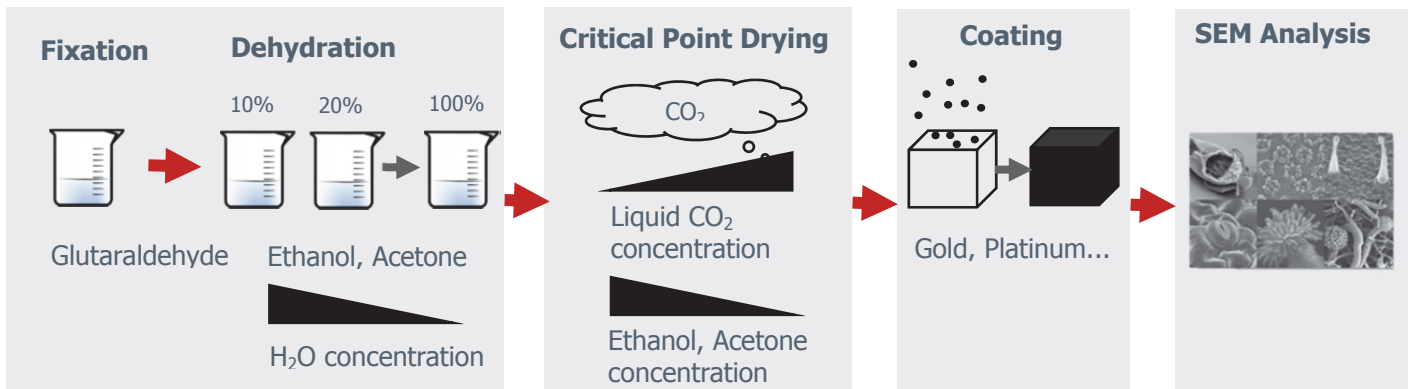 Fixation
Dehydration
10%
20%
100%
Glutaraldehyde
Ethanol, Acetone
H₂O concentration
Critical Point Drying
CO₂
Liquid CO₂
concentration
Ethanol, Acetone
concentration
Coating
Gold, Platinum...
SEM Analysis